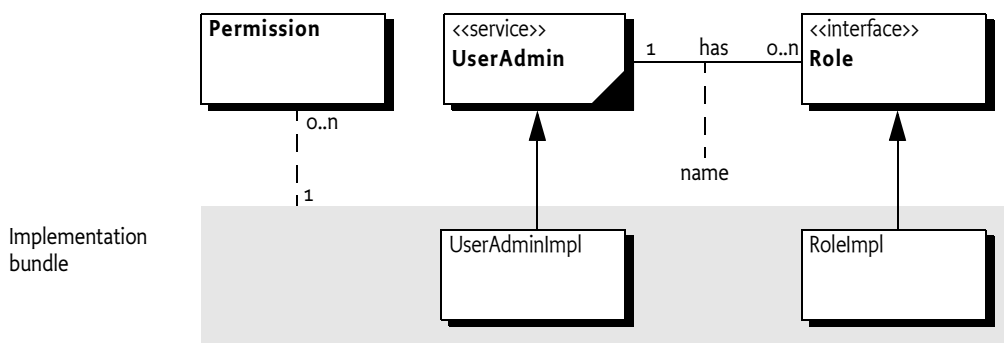 Permission
<<service>>
UserAdmin
1 has 0..n
<<interface>>
Role
0..n
name
1
Implementation
bundle
UserAdminImpl
RoleImpl